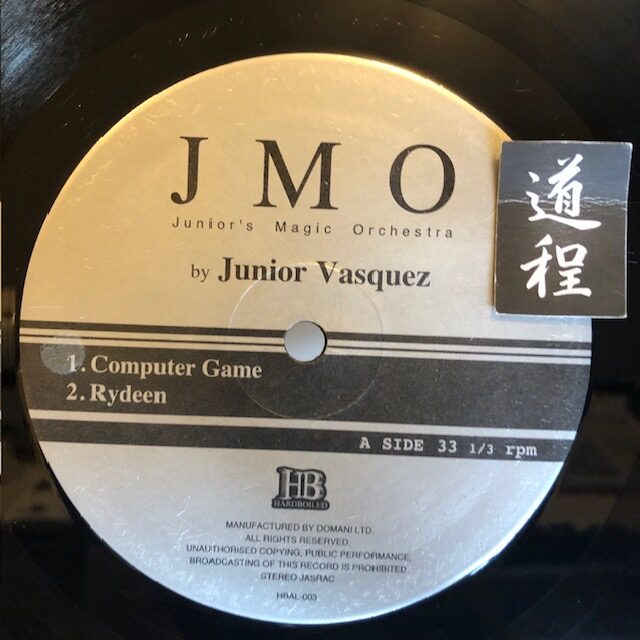 J M O
Junior's Magic Orchestra
by Junior Vasquez
道程
1. Computer Game
2. Rydeen
A SIDE 33 1/3 rpm
HB
HARDBOILED
MANUFACTURED BY DOMANI LTD.
ALL RIGHTS RESERVED.
UNAUTHORISED COPYING, PUBLIC PERFORMANCE,
BROADCASTING OF THIS RECORD IS PROHIBITED.
STEREO JASRAC
HBAL-003